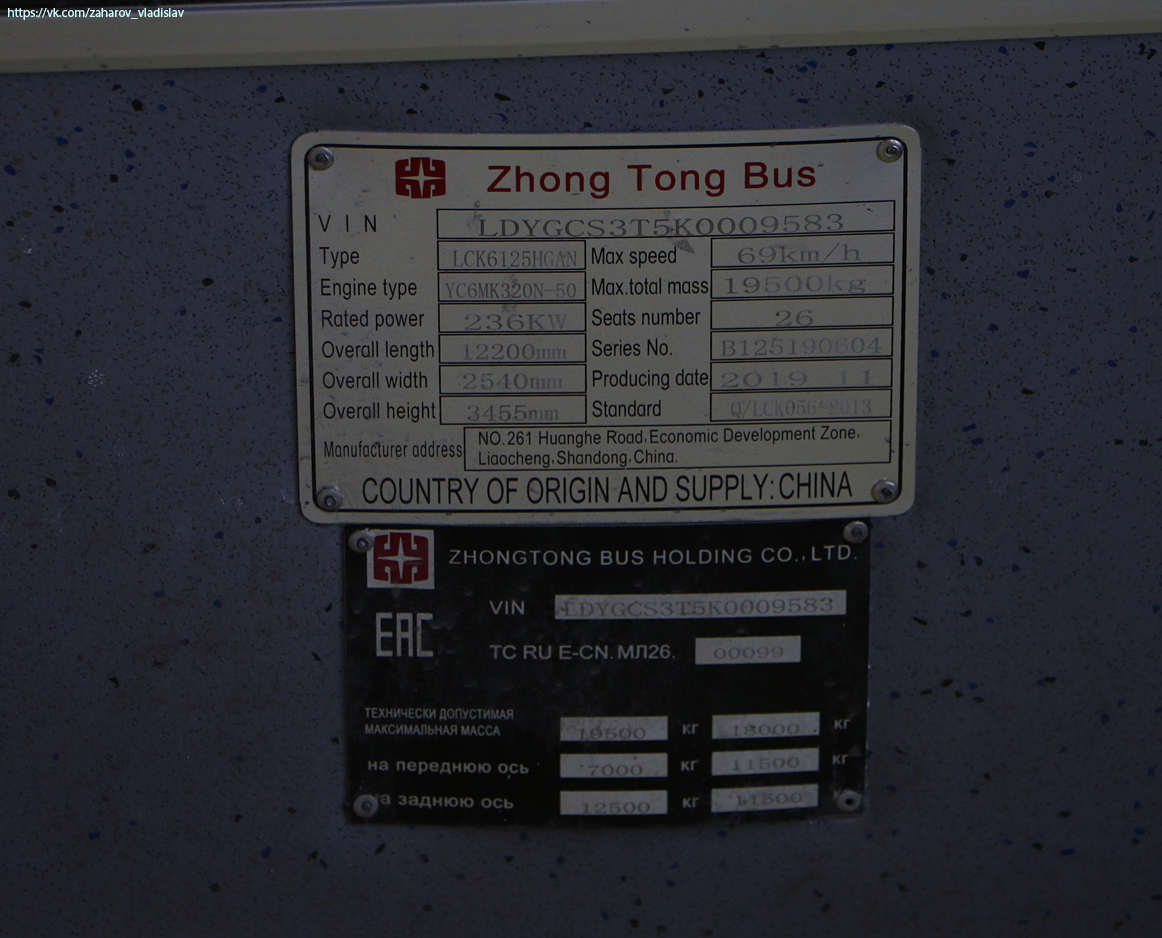 https://vk.com/zaharov_vladislav
Zhong Tong Bus
VIN LDYGCS3T5K0009583
Type LCK6125HGAN Max speed 69km/h
Engine type YC6MK320N-50 Max.total mass 19500kg
Rated power 236KW Seats number 26
Overall length 12200mm Series No. B125190604
Overall width 2540mm Producing date 2019 11
Overall height 3455mm Standard Q/LCK056-2013
Manufacturer address NO.261 Huanghe Road,Economic Development Zone,
Liaocheng,Shandong,China.
COUNTRY OF ORIGIN AND SUPPLY:CHINA
ZHONGTONG BUS HOLDING CO.,LTD.
VIN LDYGCS3T5K0009583
EAC
TC RU E-CN.МЛ26. 00099
ТЕХНИЧЕСКИ ДОПУСТИМАЯ
МАКСИМАЛЬНАЯ МАССА 19500 кг 18000 кг
на переднюю ось 7000 кг 11500 кг
на заднюю ось 12500 кг 11500